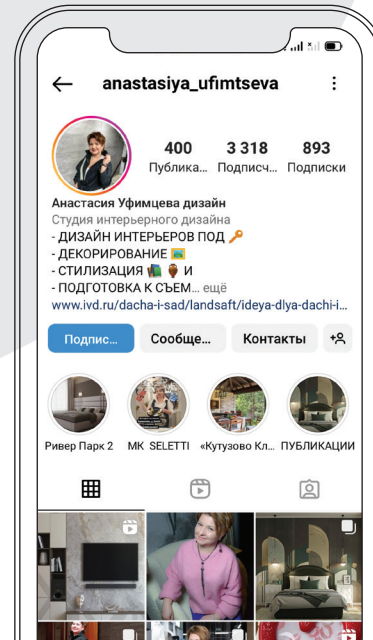 anastasiya_ufimtseva
400 3 318 893
Публика... Подписч... Подписки
Анастасия Уфимцева дизайн
Студия интерьерного дизайна
- ДИЗАЙН ИНТЕРЬЕРОВ ПОД 🔑
- ДЕКОРИРОВАНИЕ 🖼️
- СТИЛИЗАЦИЯ 📚 🏺 И
- ПОДГОТОВКА К СЪЕМ... ещё
www.ivd.ru/dacha-i-sad/landsaft/ideya-dlya-dachi-i...
Подпис... Сообще... Контакты
Ривер Парк 2 МК SELETTI «Кутузово Кл... ПУБЛИКАЦИИ